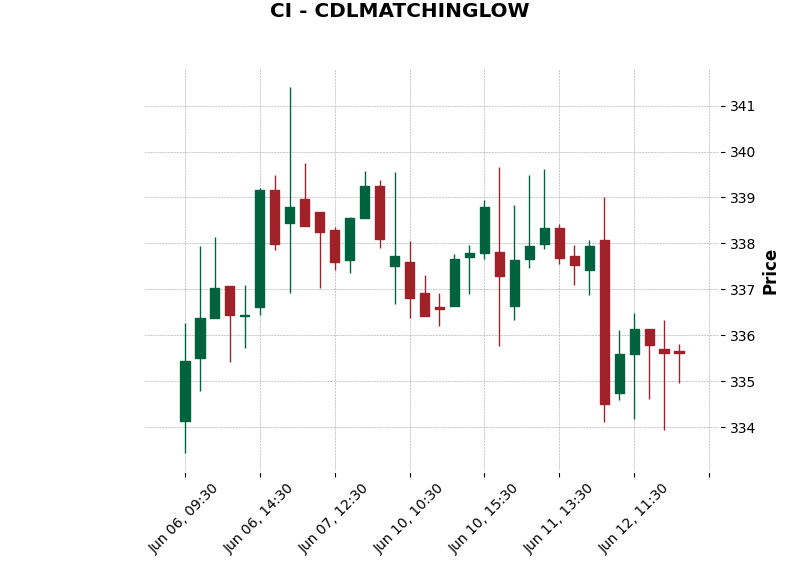 CI - CDLMATCHINGLOW
341
340
339
338
337
336
335
334
Price
Jun 06, 09:30
Jun 06, 14:30
Jun 07, 12:30
Jun 10, 10:30
Jun 10, 15:30
Jun 11, 13:30
Jun 12, 11:30